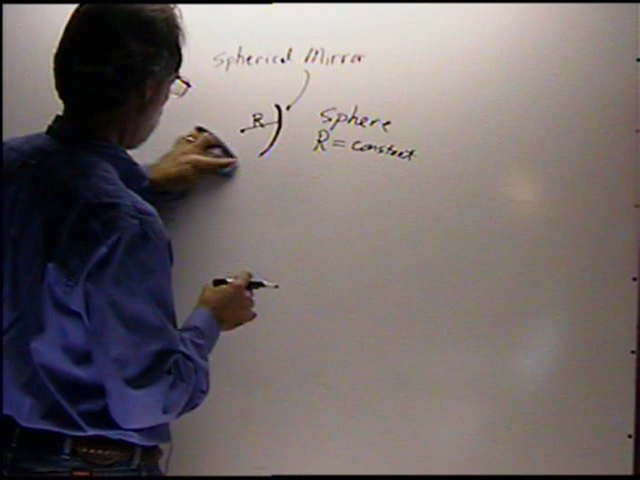 Spherical Mirror
R
Sphere
R = constant